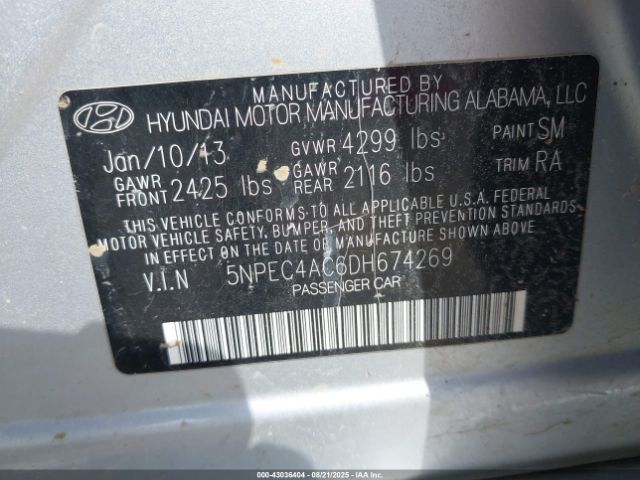 MANUFACTURED BY
HYUNDAI MOTOR MANUFACTURING ALABAMA, LLC
Jan/10/13 GVWR 4299 lbs PAINT SM
GAWR FRONT 2425 lbs GAWR REAR 2116 lbs TRIM RA
THIS VEHICLE CONFORMS TO ALL APPLICABLE U.S.A. FEDERAL
MOTOR VEHICLE SAFETY, BUMPER, AND THEFT PREVENTION
STANDARDS IN EFFECT ON THE DATE OF MANUFACTURE SHOWN ABOVE.
V.I.N 5NPEC4AC6DH674269
PASSENGER CAR
000-43036404 - 08/21/2025 - IAAI.COM